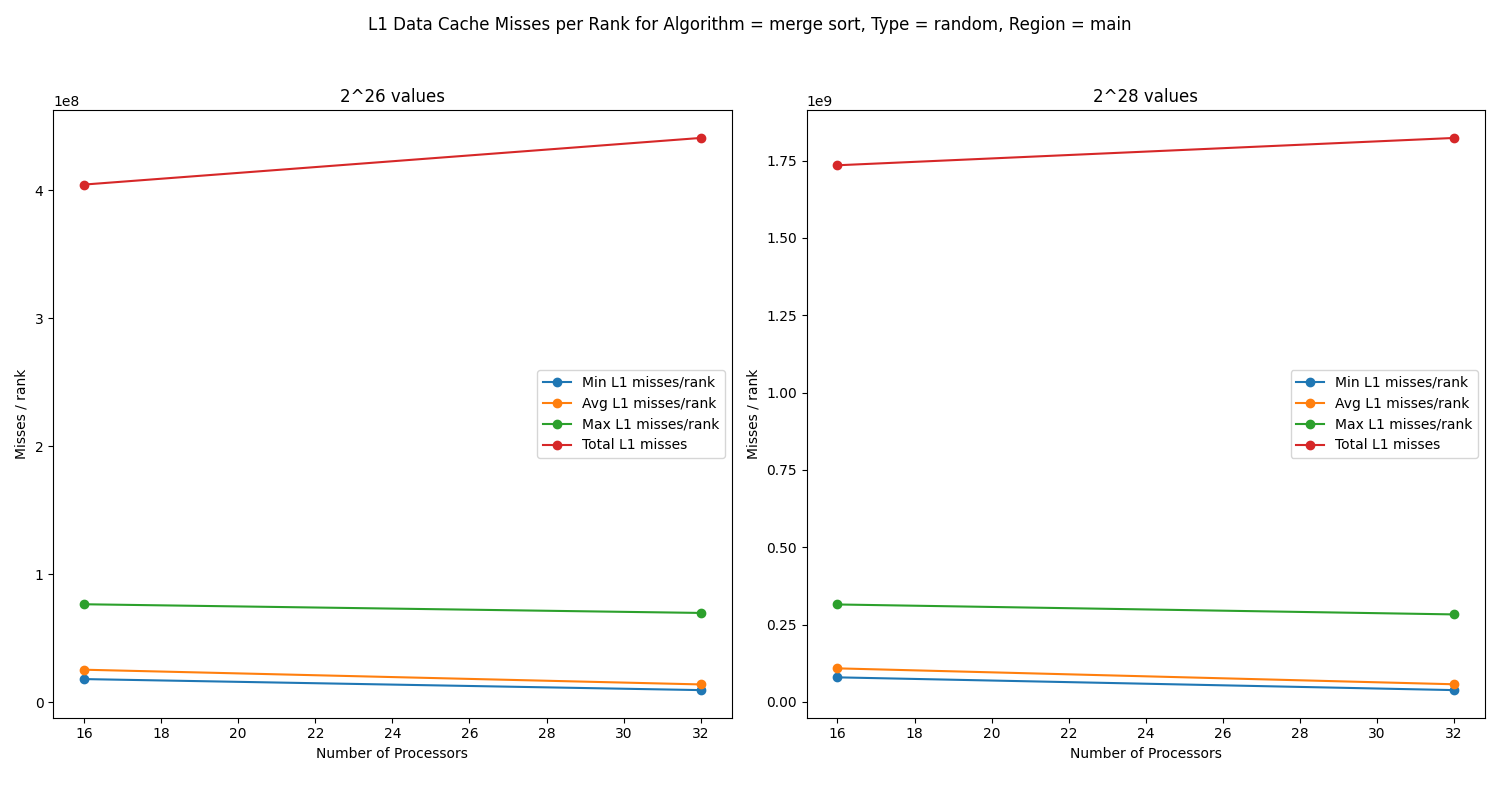 L1 Data Cache Misses per Rank for Algorithm = merge sort, Type = random, Region = main
2^26 values
1e8
4
3
2
1
0
Misses / rank
Min L1 misses/rank
Avg L1 misses/rank
Max L1 misses/rank
Total L1 misses
16 18 20 22 24 26 28 30 32
Number of Processors
2^28 values
1e9
1.75
1.50
1.25
1.00
0.75
0.50
0.25
0.00
Misses / rank
Min L1 misses/rank
Avg L1 misses/rank
Max L1 misses/rank
Total L1 misses
16 18 20 22 24 26 28 30 32
Number of Processors